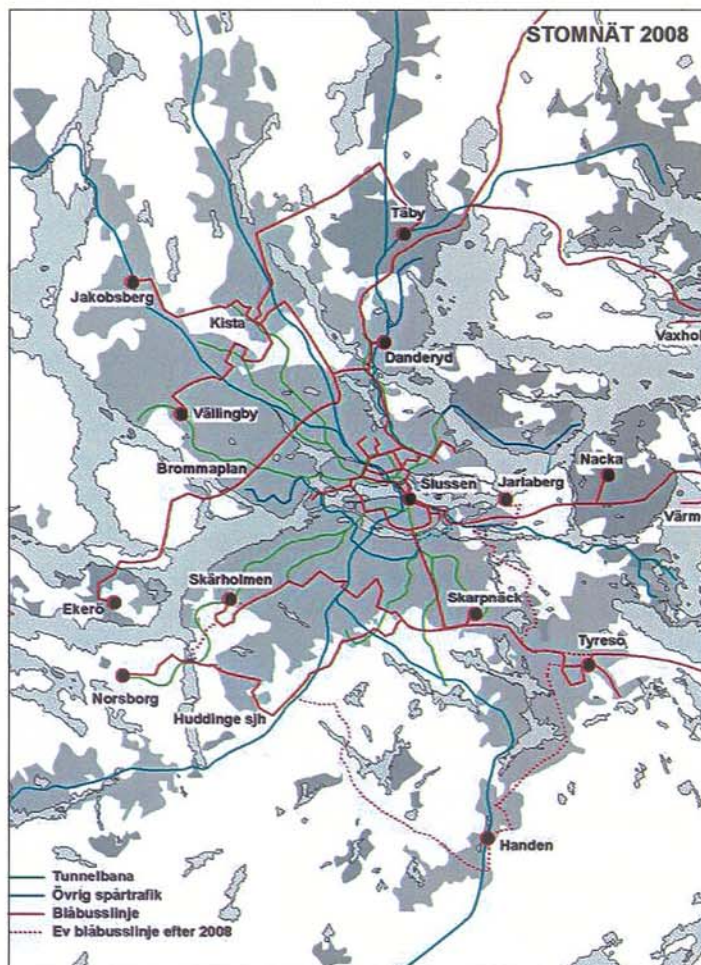 STOMNÄT 2008
Täby
Jakobsberg
Kista
Vaxhol
Danderyd
Vällingby
Brommaplan
Nacka
Slussen
Jarlaberg
Värm
Skärholmen
Ekerö
Skarpnäck
Tyresö
Norsborg
Huddinge sjh
Handen
Tunnelbana
Övrig spårtrafik
Blåbusslinje
Ev blåbusslinje efter 2008